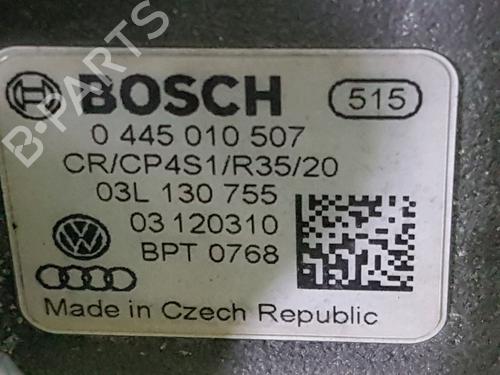 BOSCH 515
0 445 010 507
CR/CP4S1/R35/20
03L 130 755
03 120310
BPT 0768
Made in Czech Republic
B-PARTS